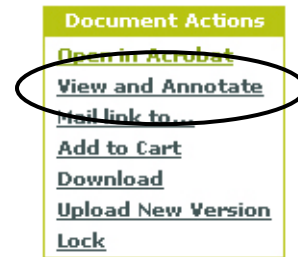 Document Actions
Open in Acrobat
View and Annotate
Mail link to...
Add to Cart
Download
Upload New Version
Lock